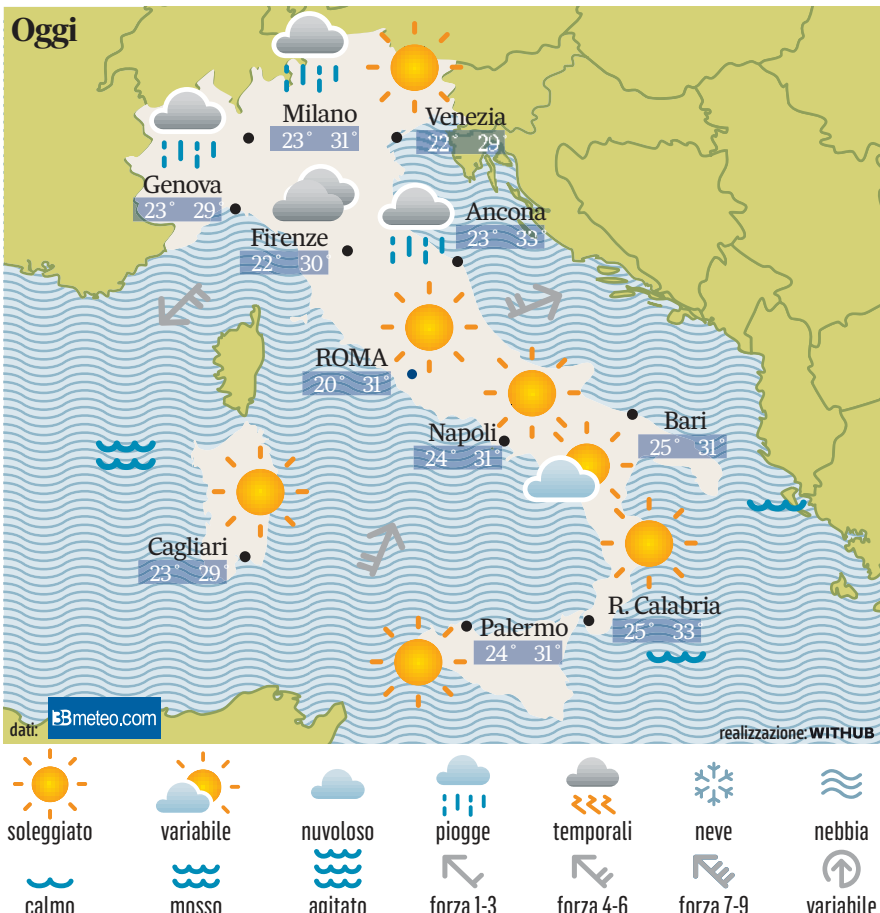 Oggi
Milano
23° 31°
Venezia
22° 29°
Genova
23° 29°
Firenze
22° 30°
Ancona
23° 33°
ROMA
20° 31°
Napoli
24° 31°
Bari
25° 31°
Cagliari
23° 29°
R. Calabria
25° 33°
Palermo
24° 31°
dati: 3Bmeteo.com
realizzazione: WITHUB
soleggiato variabile nuvoloso piogge temporali neve nebbia
calmo mosso agitato forza 1-3 forza 4-6 forza 7-9 variabile